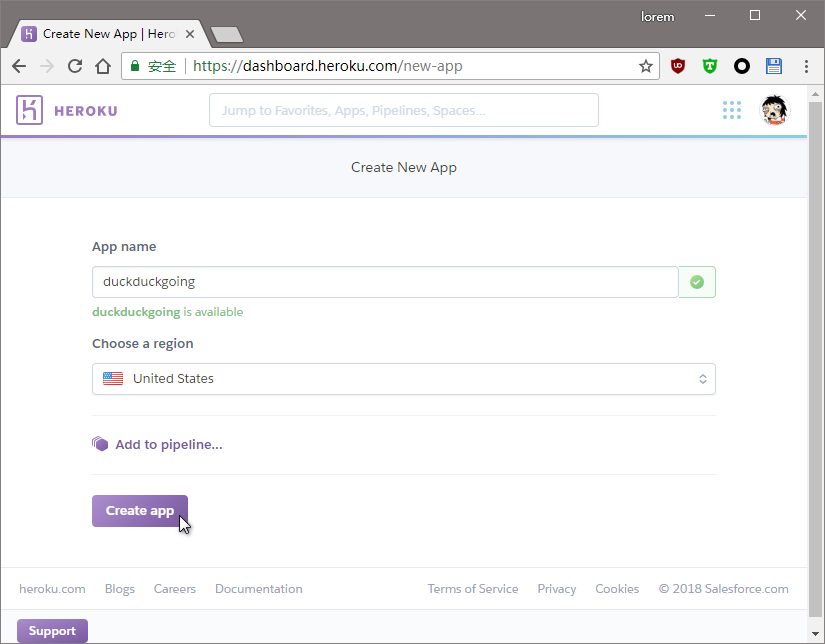 lorem
Create New App | Hero
安全 https://dashboard.heroku.com/new-app
HEROKU
Jump to Favorites, Apps, Pipelines, Spaces...
Create New App
App name
duckduckgoing
duckduckgoing is available
Choose a region
United States
Add to pipeline...
Create app
heroku.com Blogs Careers Documentation Terms of Service Privacy Cookies © 2018 Salesforce.com
Support